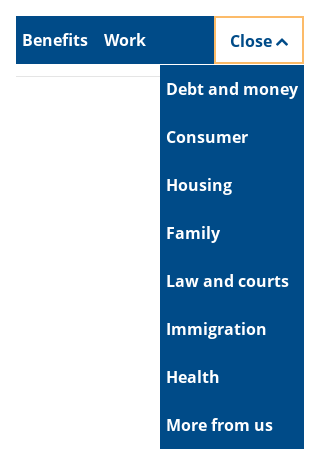 Benefits Work Close
Debt and money
Consumer
Housing
Family
Law and courts
Immigration
Health
More from us